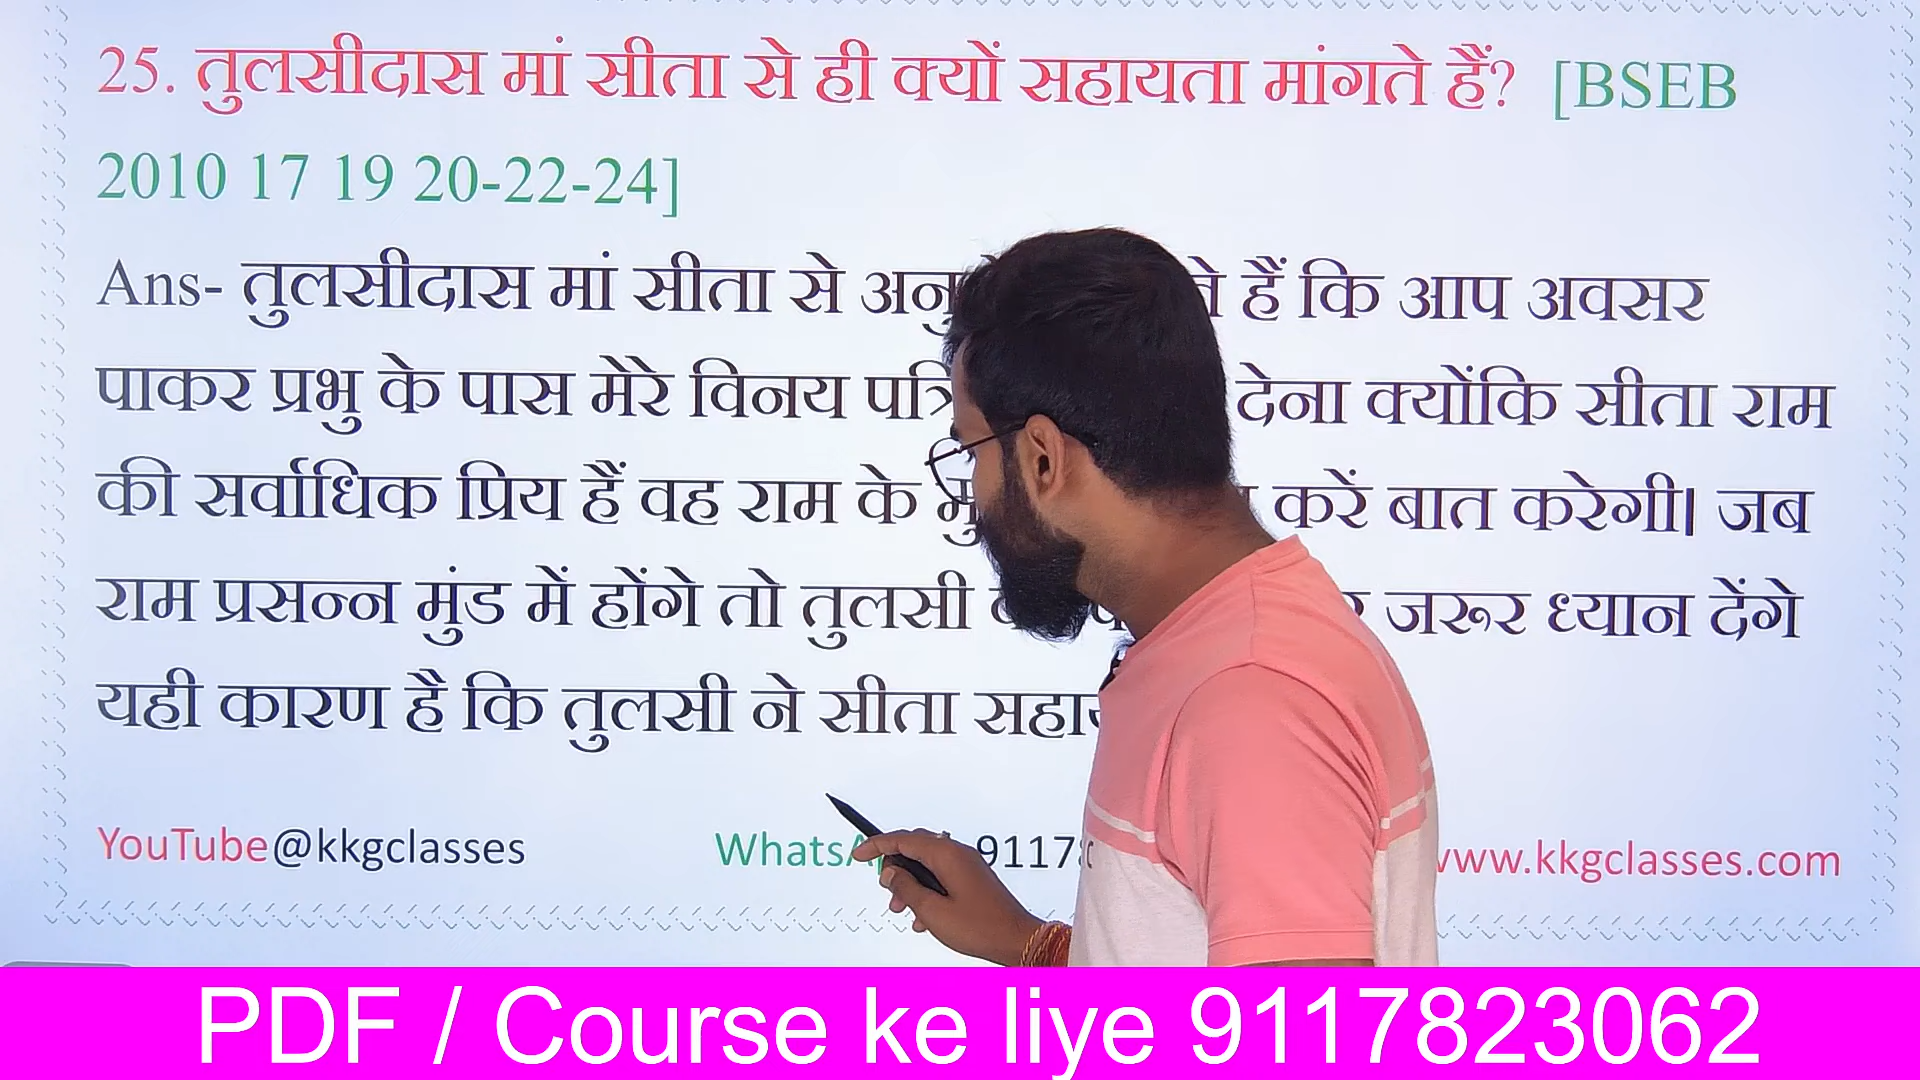 25. तुलसीदास मां सीता से ही क्यों सहायता मांगते हैं? [BSEB
2010 17 19 20-22-24]
Ans- तुलसीदास मां सीता से हैं कि आप अवसर
पाकर प्रभु के पास मेरे विनय देना क्योंकि सीता राम
की सर्वाधिक प्रिय हैं वह राम के करें बात करेगी। जब
राम प्रसन्न मुंड में होंगे तो तुलसी जरूर ध्यान देंगे
यही कारण है कि तुलसी ने सीता
YouTube@kkgclasses WhatsApp 9117 www.kkgclasses.com
PDF / Course ke liye 9117823062